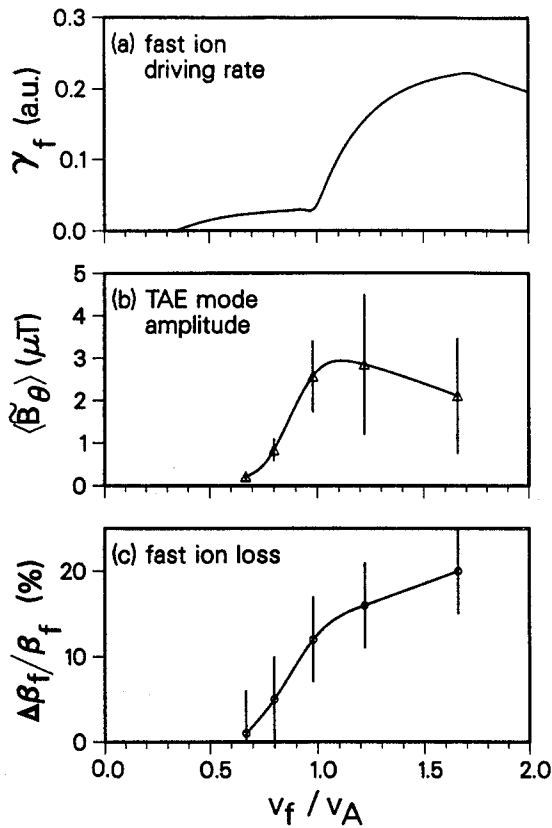 0.3
(a) fast ion
driving rate
0.2
γf (a.u.)
0.1
0.0
5
(b) TAE mode
amplitude
4
3
⟨B̃θ⟩ (μT)
2
1
0
(c) fast ion loss
20
Δβf/βf (%)
10
0
0.0 0.5 1.0 1.5 2.0
vf / vA